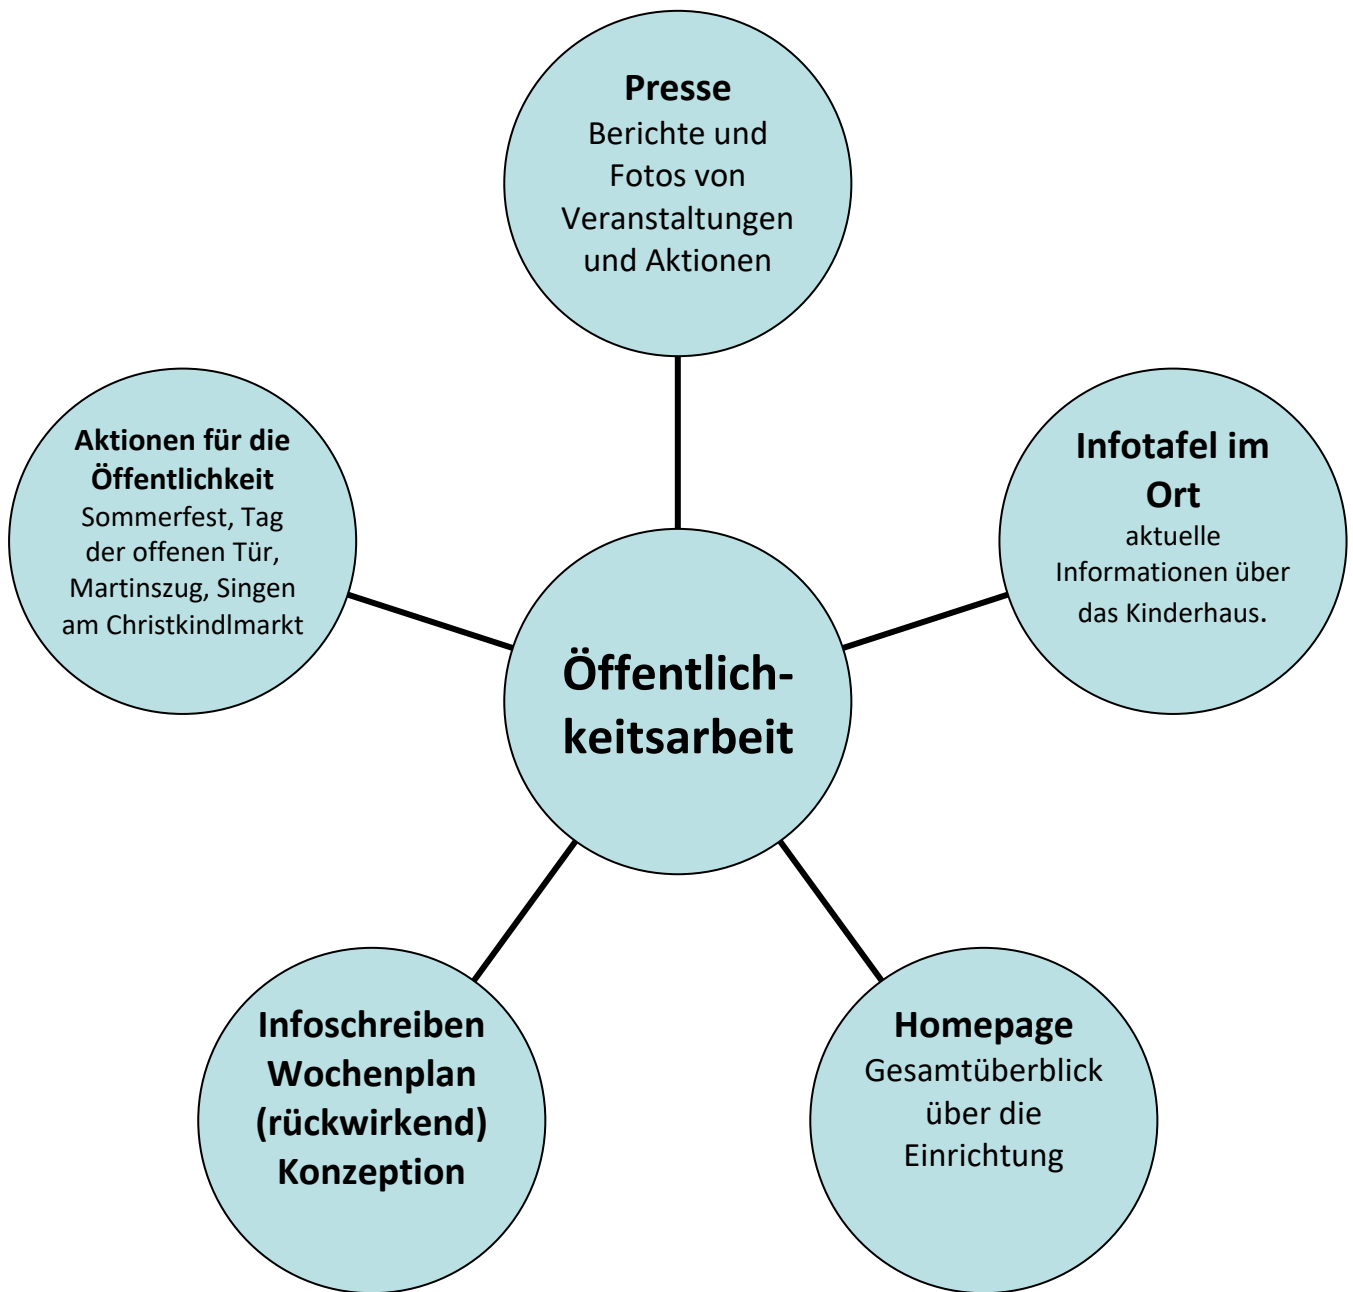 Presse
Berichte und
Fotos von
Veranstaltungen
und Aktionen
Aktionen für die
Öffentlichkeit
Sommerfest, Tag
der offenen Tür,
Martinszug, Singen
am Christkindlmarkt
Infotafel im
Ort
aktuelle
Informationen über
das Kinderhaus.
Öffentlich-
keitsarbeit
Infoschreiben
Wochenplan
(rückwirkend)
Konzeption
Homepage
Gesamtüberblick
über die
Einrichtung